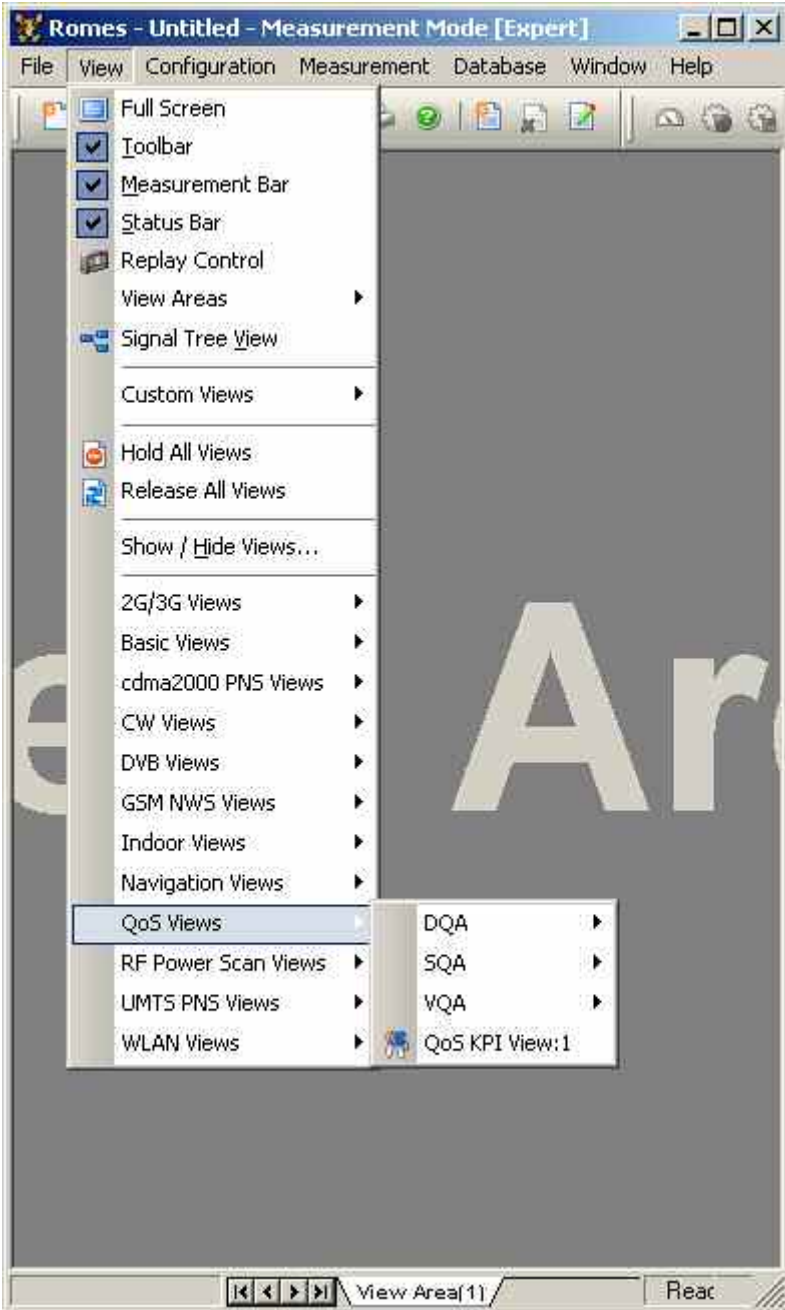 Romes - Untitled - Measurement Mode [Expert]
File View Configuration Measurement Database Window Help
Full Screen
Toolbar
Measurement Bar
Status Bar
Replay Control
View Areas
Signal Tree View
Custom Views
Hold All Views
Release All Views
Show / Hide Views...
2G/3G Views
Basic Views
cdma2000 PNS Views
CW Views
DVB Views
GSM NWS Views
Indoor Views
Navigation Views
QoS Views
RF Power Scan Views
UMTS PNS Views
WLAN Views
DQA
SQA
VQA
QoS KPI View:1
e Ar
View Area(1)
Reac